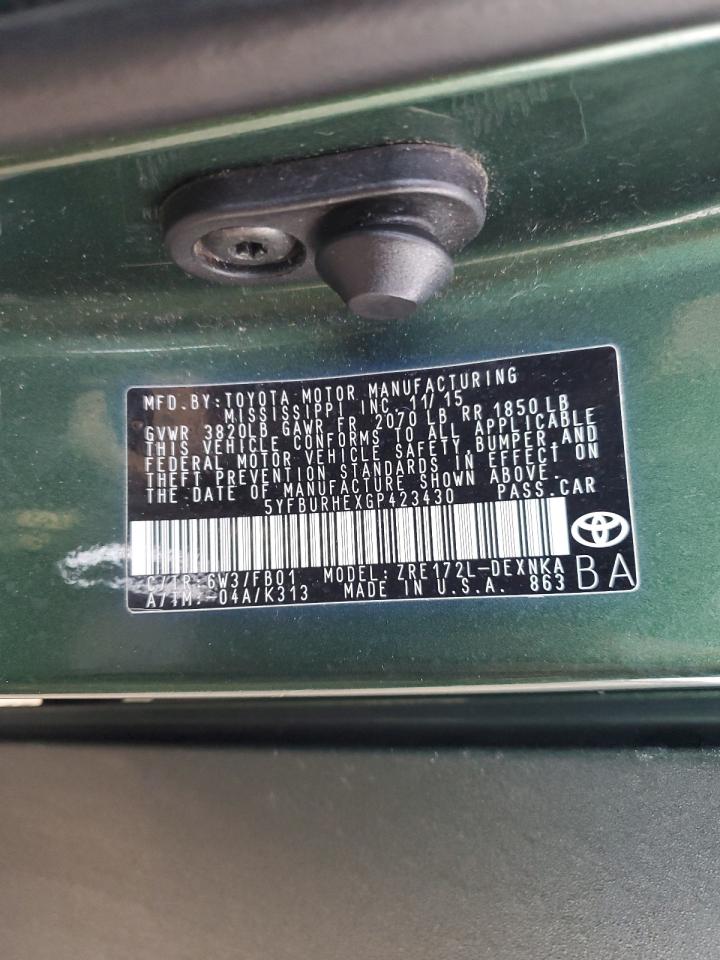 MFD. BY: TOYOTA MOTOR MANUFACTURING
MISSISSIPPI INC. 11/15
GVWR 3820LB GAWR FR. 2070 LB RR 1850 LB
THIS VEHICLE CONFORMS TO ALL APPLICABLE
FEDERAL MOTOR VEHICLE SAFETY, BUMPER, AND
THEFT PREVENTION STANDARDS IN EFFECT ON
THE DATE OF MANUFACTURE SHOWN ABOVE.
5YFBURHEXGP423430 PASS. CAR
C/TR: 6W3/FB01 MODEL: ZRE172L-DEXNKA
A/TM: -04A/K313 MADE IN U.S.A. 863
BA